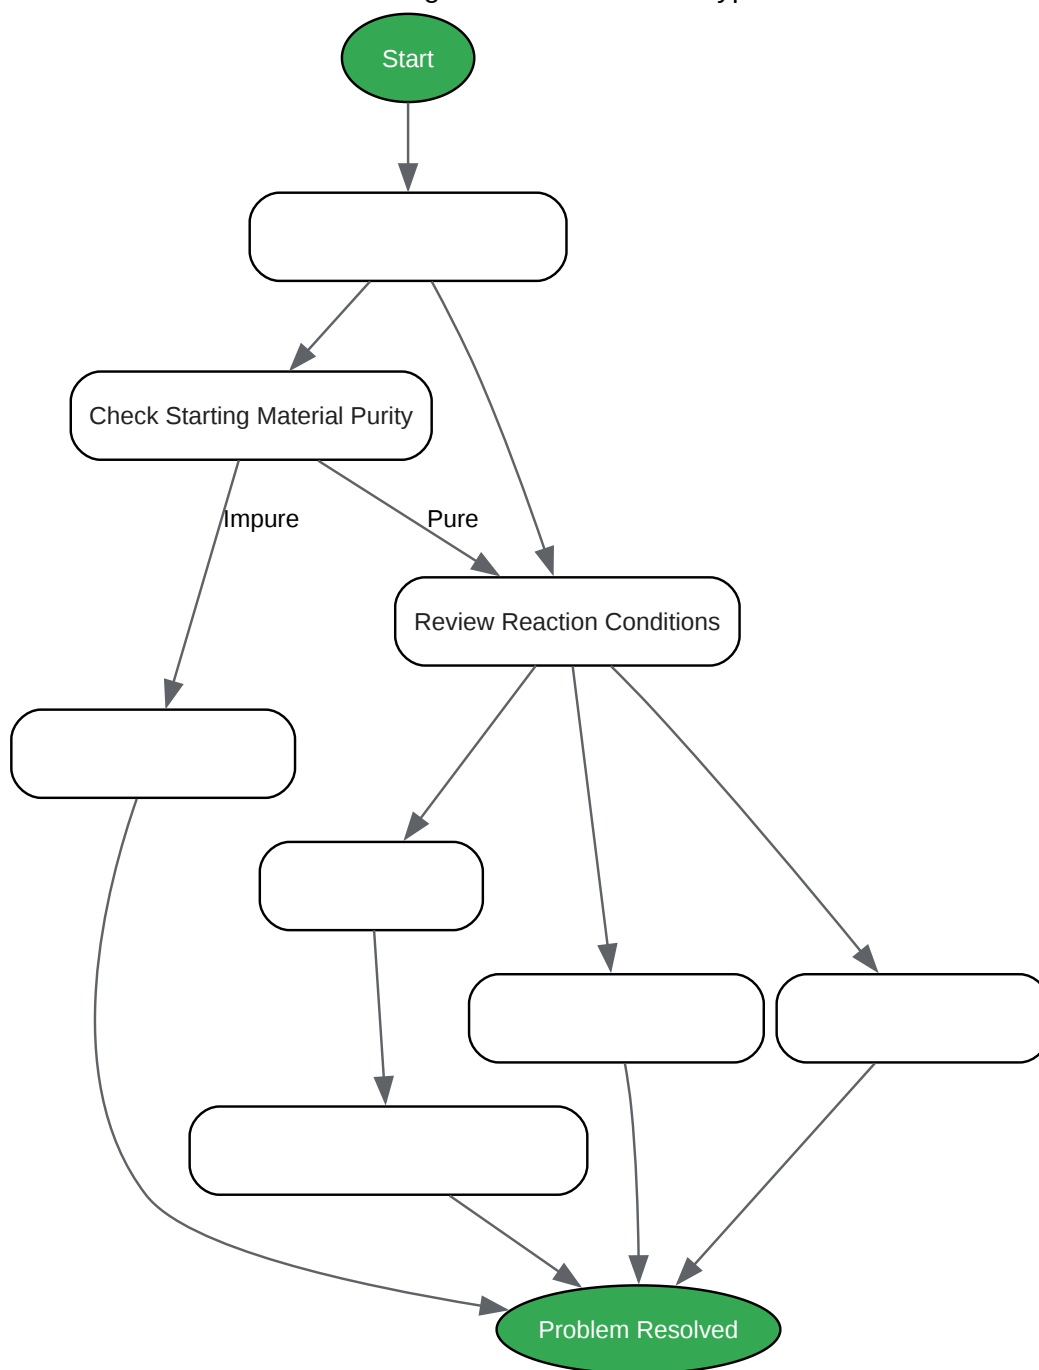 Start
Check Starting Material Purity
Impure
Pure
Review Reaction Conditions
Problem Resolved